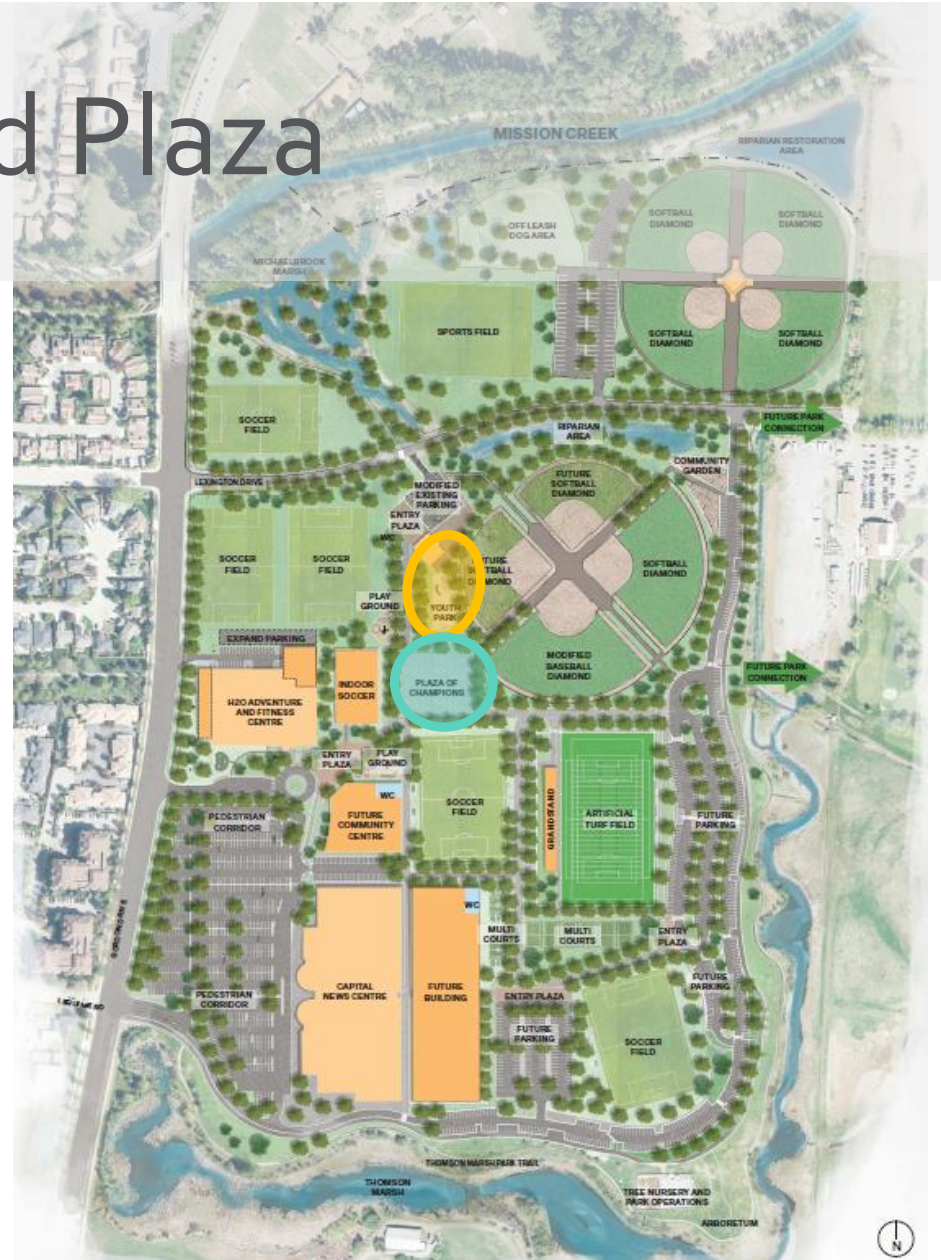 d Plaza
MISSION CREEK
RIPARIAN RESTORATION
AREA
OFF LEASH
DOG AREA
SOFTBALL
DIAMOND
SOFTBALL
DIAMOND
MICHAELBROOK
MARSH
SPORTS FIELD
SOFTBALL
DIAMOND
SOFTBALL
DIAMOND
SOCCER
FIELD
RIPARIAN
AREA
FUTURE PARK
CONNECTION
LEXINGTON DRIVE
MODIFIED
EXISTING
PARKING
FUTURE
SOFTBALL
DIAMOND
COMMUNITY
GARDEN
ENTRY
PLAZA
WC
SOCCER
FIELD
SOCCER
FIELD
SOFTBALL
DIAMOND
SOFTBALL
DIAMOND
PLAY
GROUND
YOUTH
PARK
EXPAND PARKING
MODIFIED
BASEBALL
DIAMOND
FUTURE PARK
CONNECTION
H2O ADVENTURE
AND FITNESS
CENTRE
INDOOR
SOCCER
PLAZA OF
CHAMPIONS
ENTRY
PLAZA
PLAY
GROUND
WC
PEDESTRIAN
CORRIDOR
FUTURE
COMMUNITY
CENTRE
SOCCER
FIELD
GRANDSTAND
ARTIFICIAL
TURF FIELD
FUTURE
PARKING
WC
MULTI
COURTS
MULTI
COURTS
ENTRY
PLAZA
GORDON DRIVE
PEDESTRIAN
CORRIDOR
CAPITAL
NEWS CENTRE
FUTURE
BUILDING
ENTRY PLAZA
FUTURE
PARKING
FUTURE
PARKING
SOCCER
FIELD
THOMSON MARSH PARK TRAIL
THOMSON
MARSH
TREE NURSERY AND
PARK OPERATIONS
ARBORETUM
N